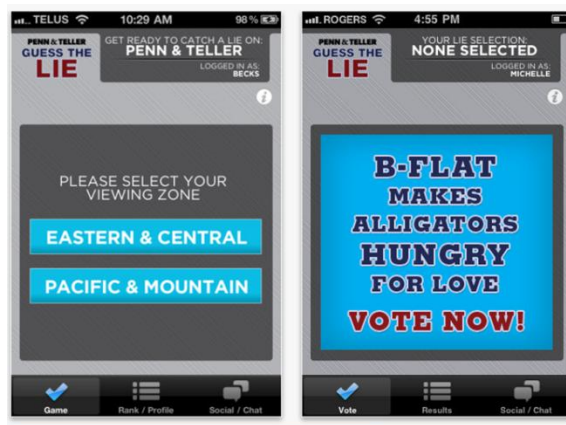 TELUS 10:29 AM 98%
PENN & TELLER
GUESS THE
LIE
GET READY TO CATCH A LIE ON:
PENN & TELLER
LOGGED IN AS:
BECKS
i
PLEASE SELECT YOUR
VIEWING ZONE
EASTERN & CENTRAL
PACIFIC & MOUNTAIN
Game Rank / Profile Social / Chat
ROGERS 4:55 PM
PENN & TELLER
GUESS THE
LIE
YOUR LIE SELECTION:
NONE SELECTED
LOGGED IN AS:
MICHELLE
i
B-FLAT
MAKES
ALLIGATORS
HUNGRY
FOR LOVE
VOTE NOW!
Vote Results Social / Chat